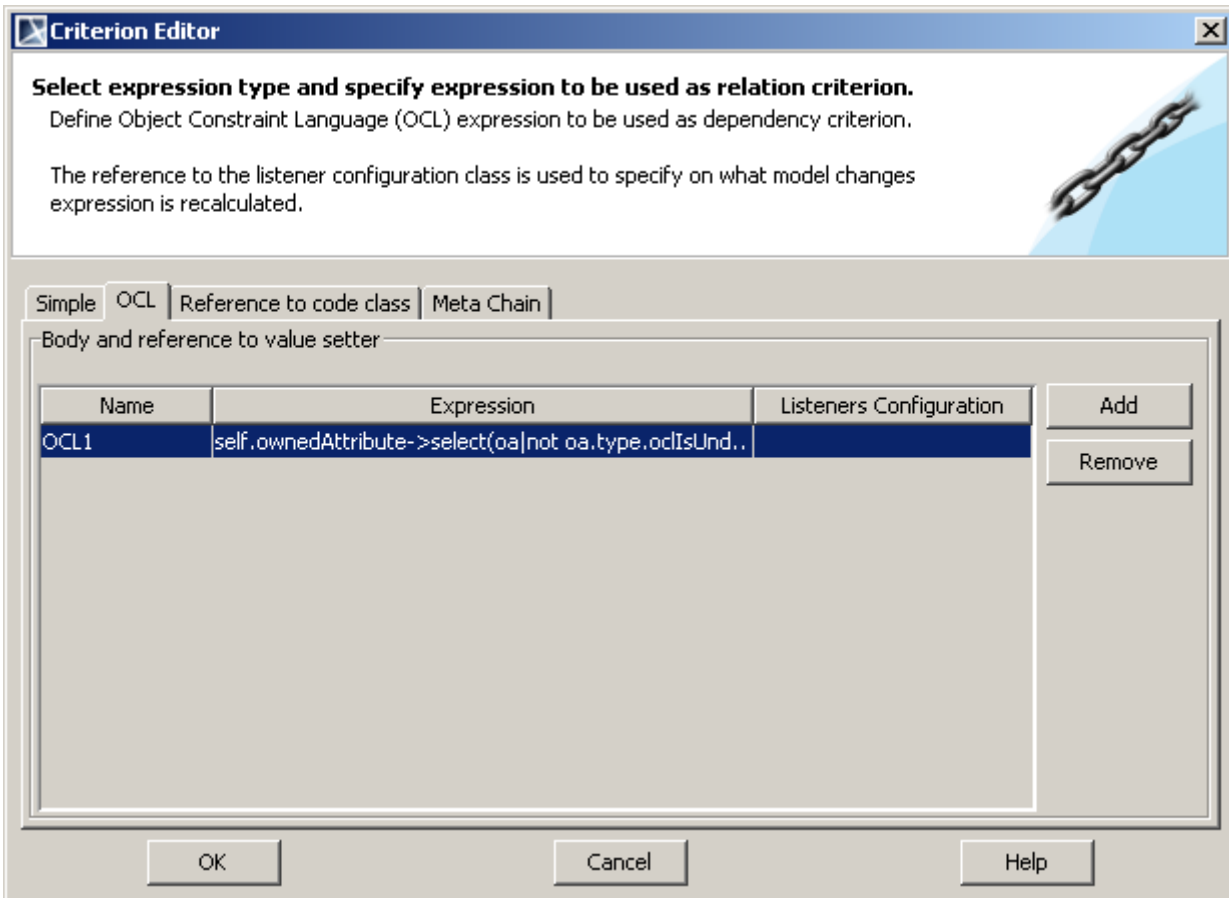 Criterion Editor
Select expression type and specify expression to be used as relation criterion.
Define Object Constraint Language (OCL) expression to be used as dependency criterion.
The reference to the listener configuration class is used to specify on what model changes
expression is recalculated.
Simple OCL Reference to code class Meta Chain
Body and reference to value setter
Name Expression Listeners Configuration Add
OCL1 self.ownedAttribute->select(oa|not oa.type.oclIsUnd..
Remove
OK Cancel Help